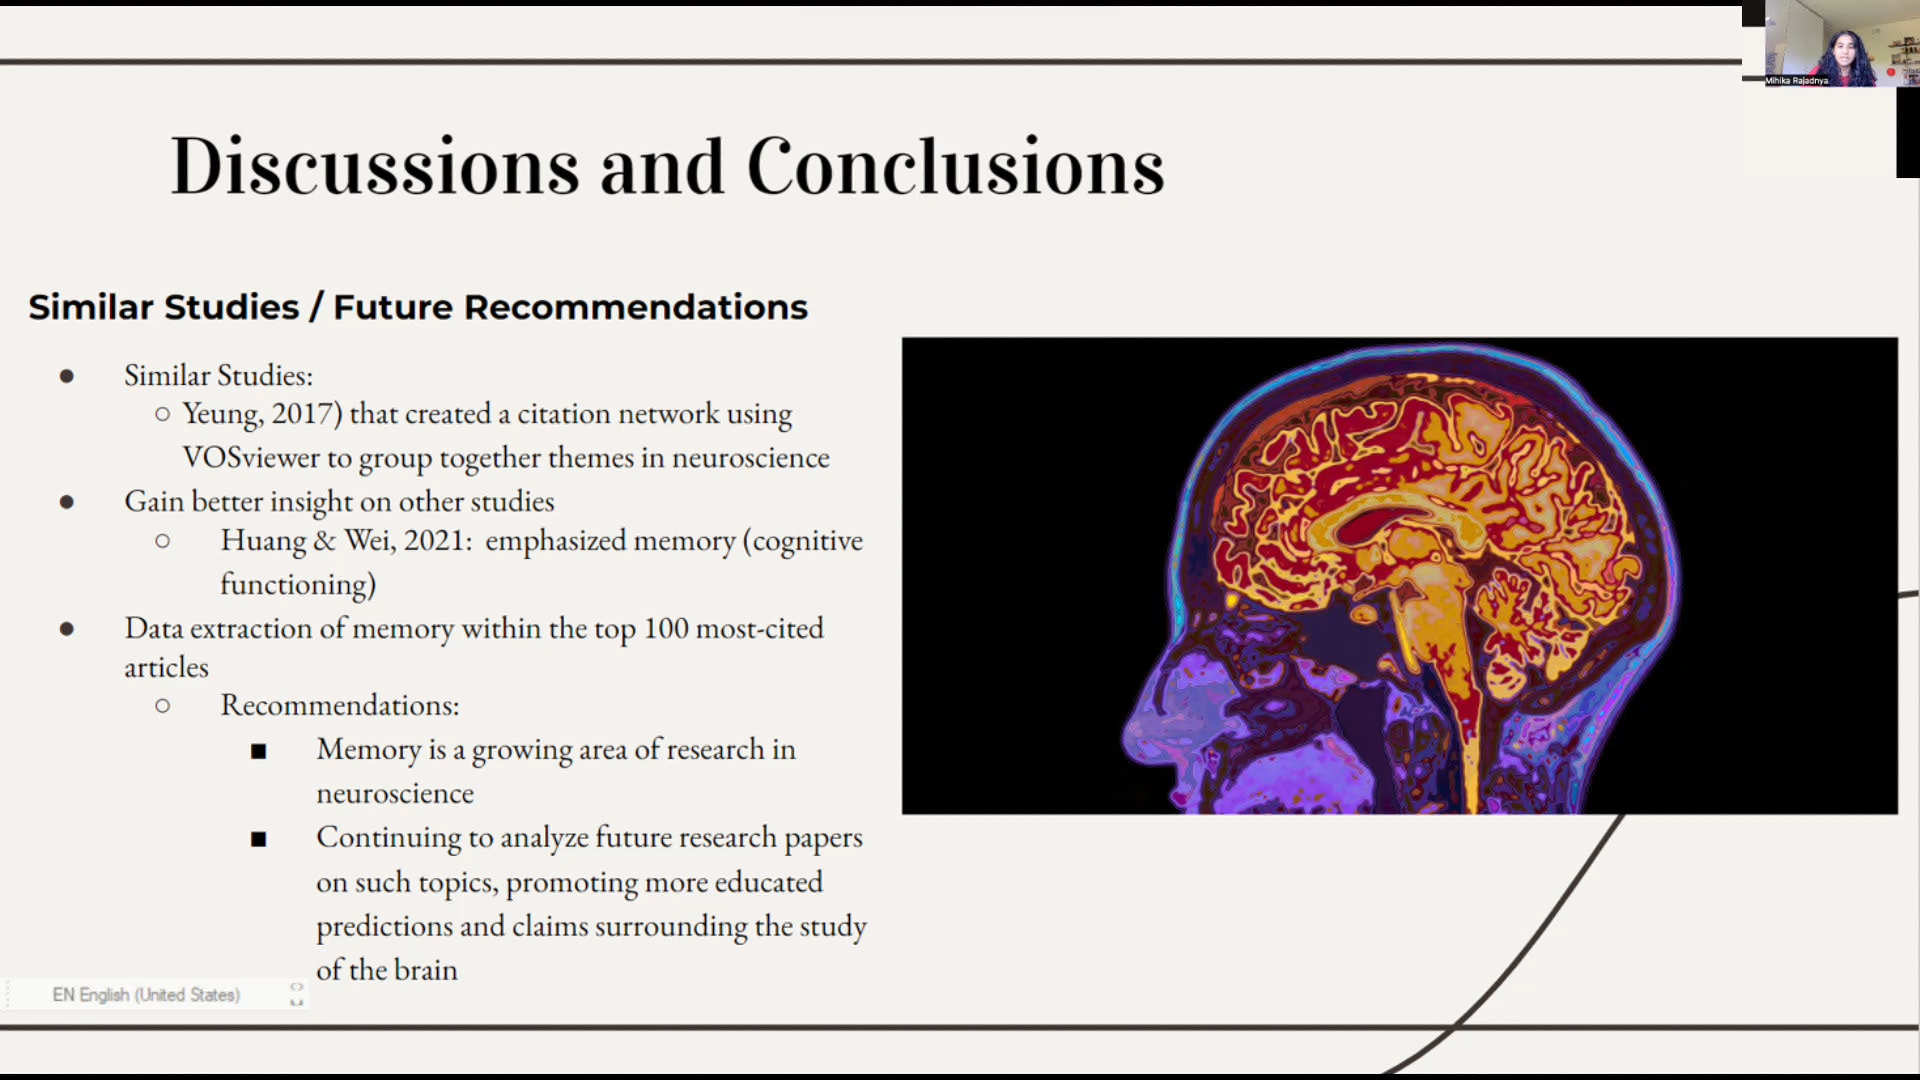 Mihika Rajadnya
Discussions and Conclusions
Similar Studies / Future Recommendations
● Similar Studies:
○ Yeung, 2017) that created a citation network using
VOSviewer to group together themes in neuroscience
● Gain better insight on other studies
○ Huang & Wei, 2021: emphasized memory (cognitive
functioning)
● Data extraction of memory within the top 100 most-cited
articles
○ Recommendations:
■ Memory is a growing area of research in
neuroscience
■ Continuing to analyze future research papers
on such topics, promoting more educated
predictions and claims surrounding the study
of the brain
EN English (United States)